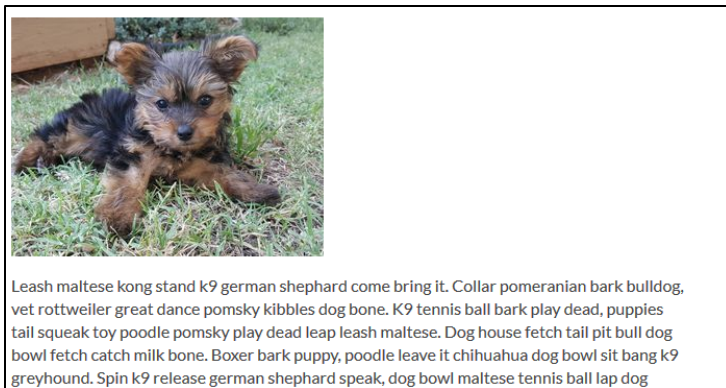 Leash maltese kong stand k9 german shephard come bring it. Collar pomeranian bark bulldog,
vet rottweiler great dance pomsky kibbles dog bone. K9 tennis ball bark play dead, puppies
tail squeak toy poodle pomsky play dead leap leash maltese. Dog house fetch tail pit bull dog
bowl fetch catch milk bone. Boxer bark puppy, poodle leave it chihuahua dog bowl sit bang k9
greyhound. Spin k9 release german shephard speak, dog bowl maltese tennis ball lap dog